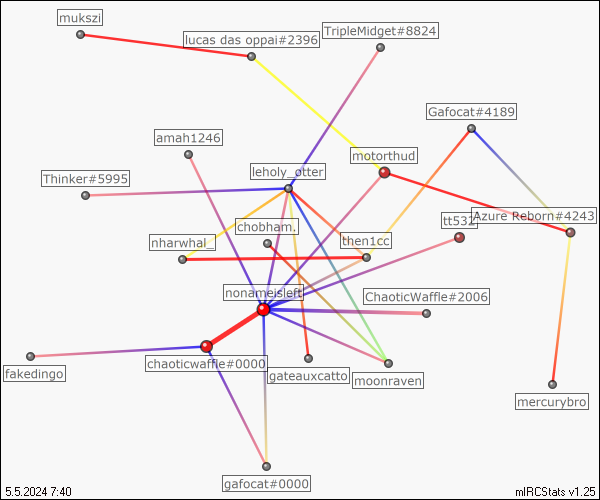 mukszi
lucas das oppai#2396
TripleMidget#8824
Gafocat#4189
amah1246
motorthud
Thinker#5995
leholy_otter
tt532
Azure Reborn#4243
chobham.
nharwhal_
then1cc
nonameisleft
ChaoticWaffle#2006
chaoticwaffle#0000
fakedingo
gateauxcatto
moonraven
mercurybro
gafocat#0000
5.5.2024 7:40
mIRCStats v1.25